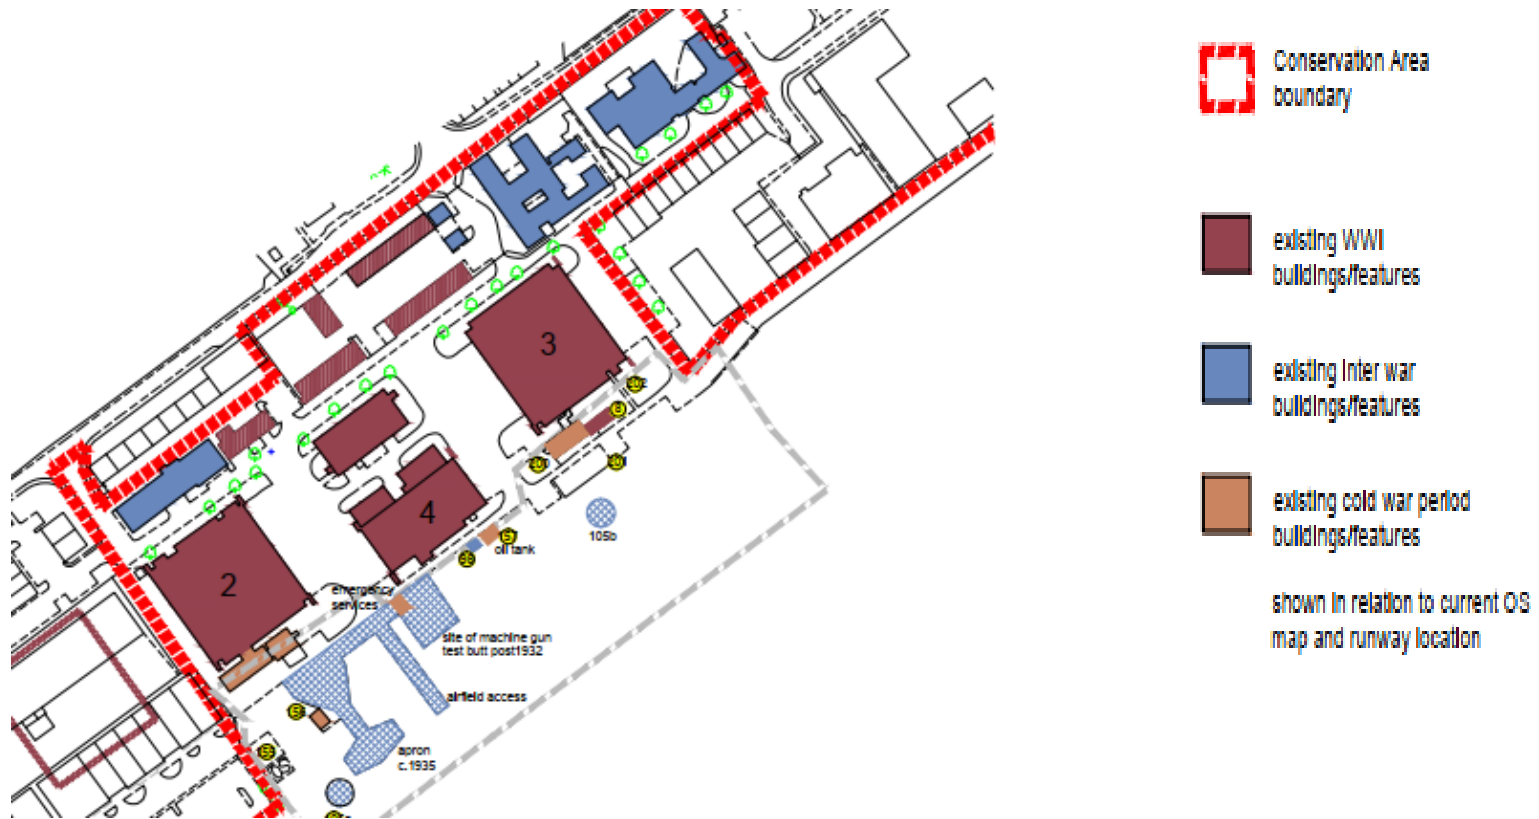 Conservation Area
boundary
existing WWI
buildings/features
existing inter war
buildings/features
existing cold war period
buildings/features
shown in relation to current OS
map and runway location
3
4
2
105b
oil tank
57
emergency
services
site of machine gun
test butt post1932
airfield access
apron
c.1935